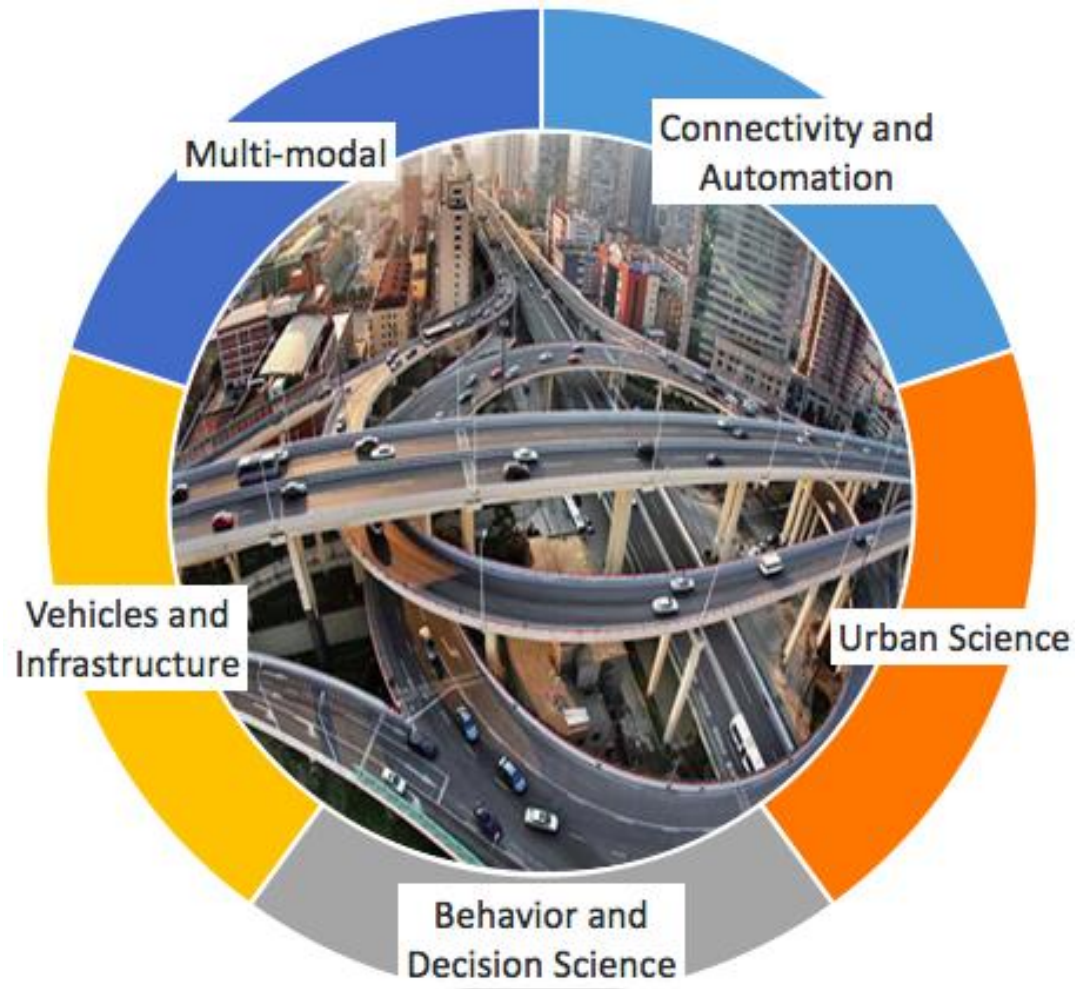 Multi-modal
Connectivity and
Automation
Vehicles and
Infrastructure
Urban Science
Behavior and
Decision Science